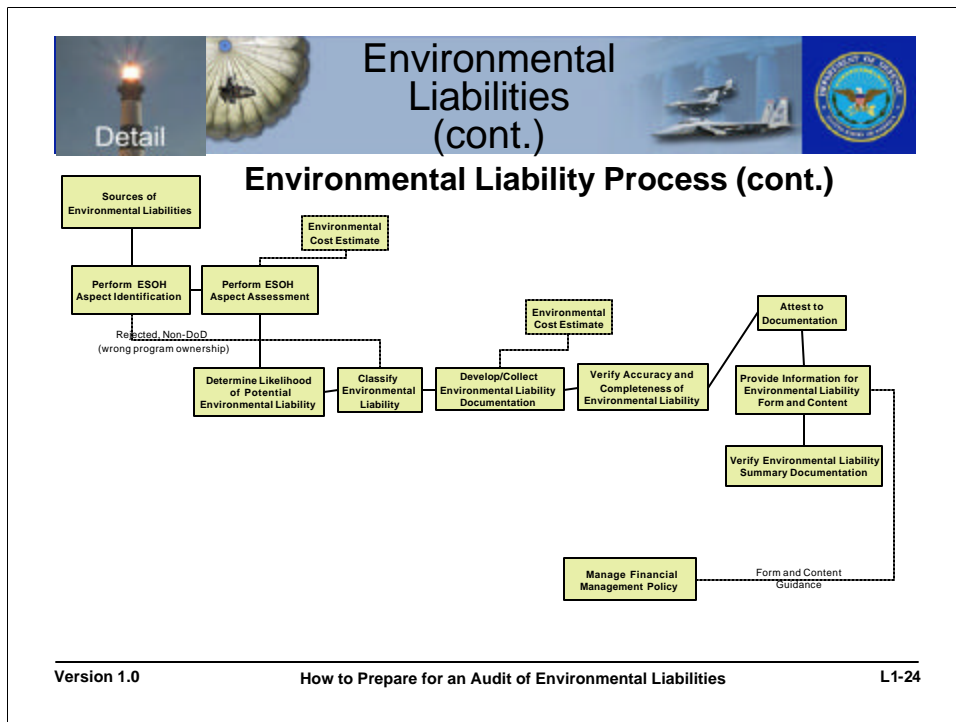 Detail
Environmental
Liabilities
(cont.)
Environmental Liability Process (cont.)
Sources of
Environmental Liabilities
Environmental
Cost Estimate
Perform ESOH
Aspect Identification
Perform ESOH
Aspect Assessment
Rejected, Non-DoD
(wrong program ownership)
Environmental
Cost Estimate
Attest to
Documentation
Determine Likelihood
of Potential
Environmental Liability
Classify
Environmental
Liability
Develop/Collect
Environmental Liability
Documentation
Verify Accuracy and
Completeness of
Environmental Liability
Provide Information for
Environmental Liability
Form and Content
Verify Environmental Liability
Summary Documentation
Manage Financial
Management Policy
Form and Content
Guidance
Version 1.0
How to Prepare for an Audit of Environmental Liabilities
L1-24